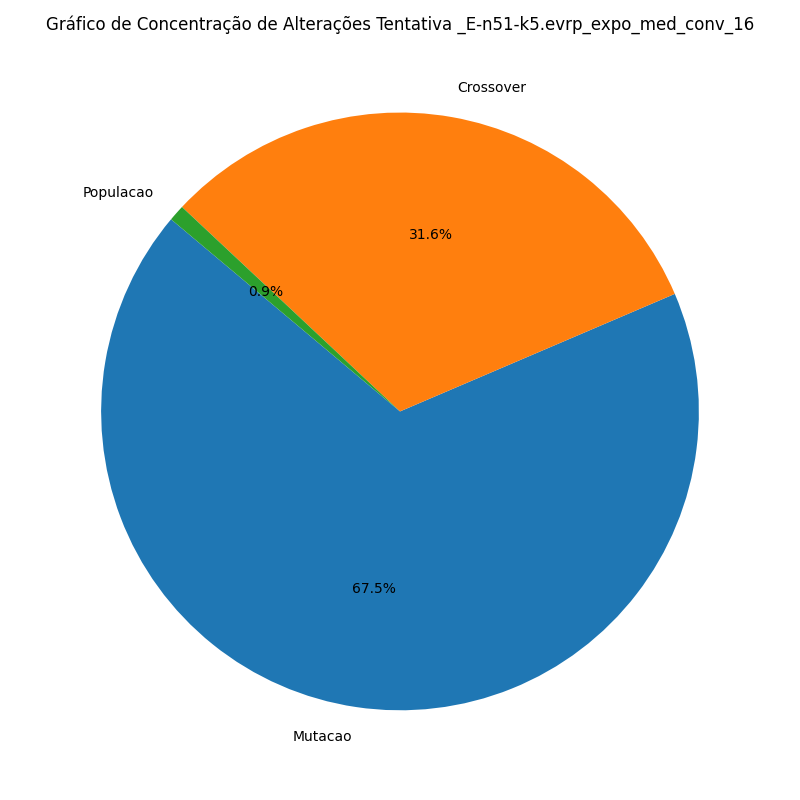 Gráfico de Concentração de Alterações Tentativa _E-n51-k5.evrp_expo_med_conv_16
Crossover
Populacao
31.6%
0.9%
67.5%
Mutacao